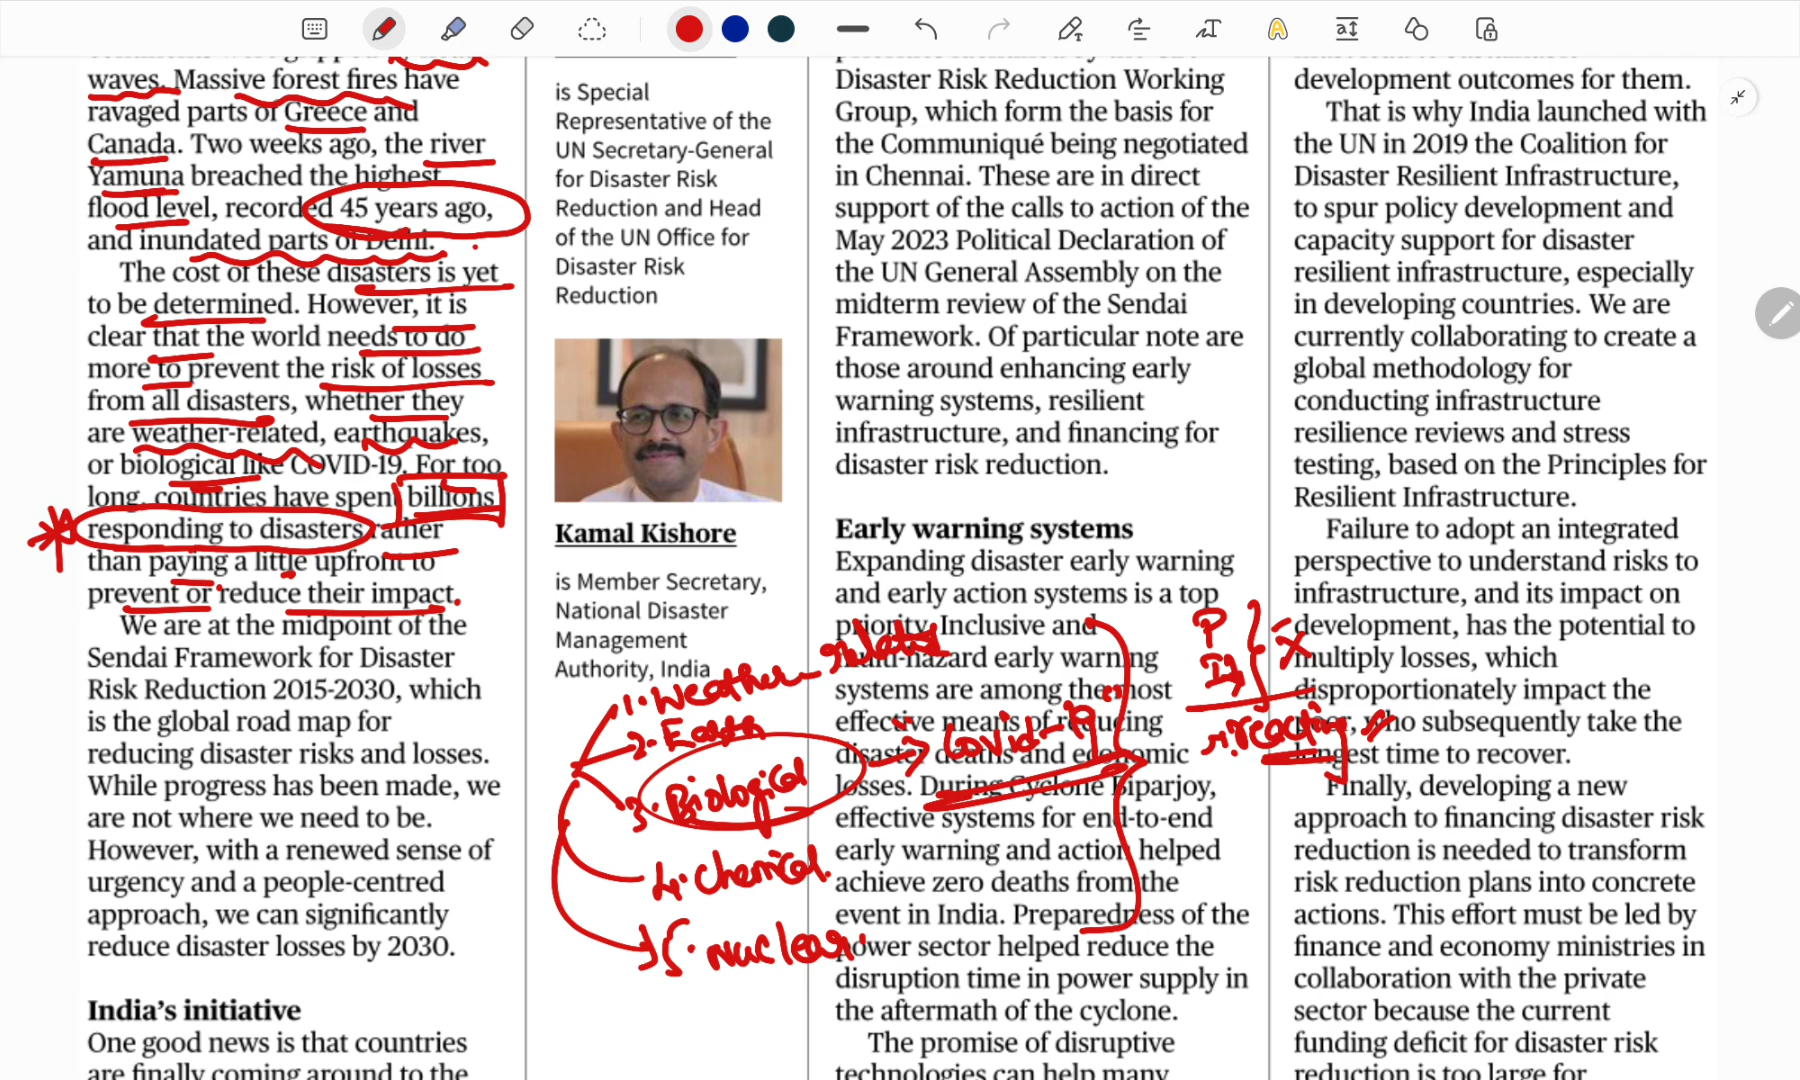 waves. Massive forest fires have
ravaged parts of Greece and
Canada. Two weeks ago, the river
Yamuna breached the highest
flood level, recorded 45 years ago,
and inundated parts of Delhi.
The cost of these disasters is yet
to be determined. However, it is
clear that the world needs to do
more to prevent the risk of losses
from all disasters, whether they
are weather-related, earthquakes,
or biological like COVID-19. For too
long, countries have spent billions
responding to disasters rather
than paying a little upfront to
prevent or reduce their impact.
We are at the midpoint of the
Sendai Framework for Disaster
Risk Reduction 2015-2030, which
is the global road map for
reducing disaster risks and losses.
While progress has been made, we
are not where we need to be.
However, with a renewed sense of
urgency and a people-centred
approach, we can significantly
reduce disaster losses by 2030.
India's initiative
One good news is that countries
are finally coming around to the
is Special
Representative of the
UN Secretary-General
for Disaster Risk
Reduction and Head
of the UN Office for
Disaster Risk
Reduction
Kamal Kishore
is Member Secretary,
National Disaster
Management
Authority, India
1. Weather-related
2. Earth
3. Biological
Covid-19
4. Chemical.
5. nuclear.
Disaster Risk Reduction Working
Group, which form the basis for
the Communiqué being negotiated
in Chennai. These are in direct
support of the calls to action of the
May 2023 Political Declaration of
the UN General Assembly on the
midterm review of the Sendai
Framework. Of particular note are
those around enhancing early
warning systems, resilient
infrastructure, and financing for
disaster risk reduction.
Early warning systems
Expanding disaster early warning
and early action systems is a top
priority. Inclusive and
multi-hazard early warning
systems are among the most
effective means of reducing
disaster deaths and economic
losses. During Cyclone Biparjoy,
effective systems for end-to-end
early warning and action helped
achieve zero deaths from the
event in India. Preparedness of the
power sector helped reduce the
disruption time in power supply in
the aftermath of the cyclone.
The promise of disruptive
technologies can help many
P
development outcomes for them.
That is why India launched with
the UN in 2019 the Coalition for
Disaster Resilient Infrastructure,
to spur policy development and
capacity support for disaster
resilient infrastructure, especially
in developing countries. We are
currently collaborating to create a
global methodology for
conducting infrastructure
resilience reviews and stress
testing, based on the Principles for
Resilient Infrastructure.
Failure to adopt an integrated
perspective to understand risks to
infrastructure, and its impact on
development, has the potential to
multiply losses, which
disproportionately impact the
poor, who subsequently take the
longest time to recover.
Finally, developing a new
approach to financing disaster risk
reduction is needed to transform
risk reduction plans into concrete
actions. This effort must be led by
finance and economy ministries in
collaboration with the private
sector because the current
funding deficit for disaster risk
reduction is too large for